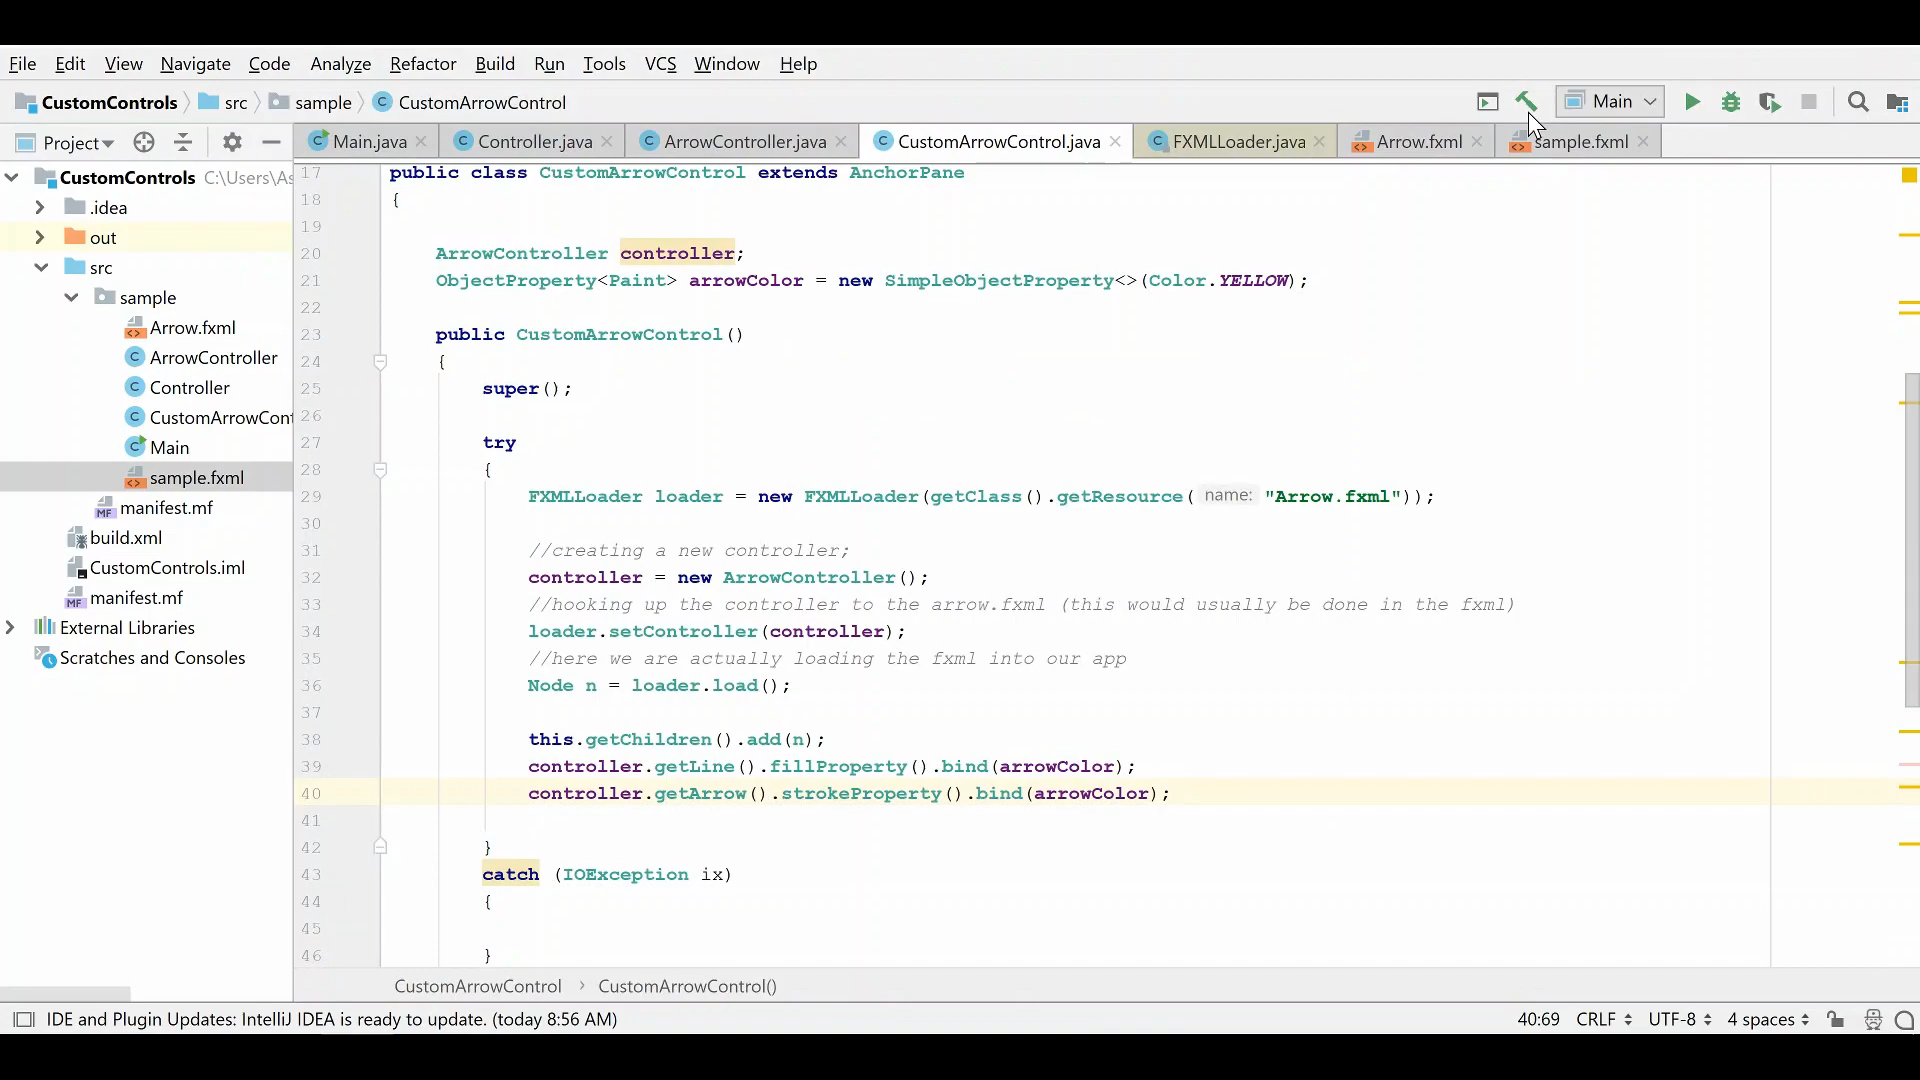 File Edit View Navigate Code Analyze Refactor Build Run Tools VCS Window Help
CustomControls src sample CustomArrowControl Main
Project Main.java Controller.java ArrowController.java CustomArrowControl.java FXMLLoader.java Arrow.fxml sample.fxml
CustomControls C:\Users\As
.idea
out
src
sample
Arrow.fxml
ArrowController
Controller
CustomArrowCont
Main
sample.fxml
manifest.mf
build.xml
CustomControls.iml
manifest.mf
External Libraries
Scratches and Consoles
17 public class CustomArrowControl extends AnchorPane
18 {
19
20 ArrowController controller;
21 ObjectProperty<Paint> arrowColor = new SimpleObjectProperty<>(Color.YELLOW);
22
23 public CustomArrowControl()
24 {
25 super();
26
27 try
28 {
29 FXMLLoader loader = new FXMLLoader(getClass().getResource( name: "Arrow.fxml"));
30
31 //creating a new controller;
32 controller = new ArrowController();
33 //hooking up the controller to the arrow.fxml (this would usually be done in the fxml)
34 loader.setController(controller);
35 //here we are actually loading the fxml into our app
36 Node n = loader.load();
37
38 this.getChildren().add(n);
39 controller.getLine().fillProperty().bind(arrowColor);
40 controller.getArrow().strokeProperty().bind(arrowColor);
41
42 }
43 catch (IOException ix)
44 {
45
46 }
CustomArrowControl › CustomArrowControl()
IDE and Plugin Updates: IntelliJ IDEA is ready to update. (today 8:56 AM) 40:69 CRLF UTF-8 4 spaces